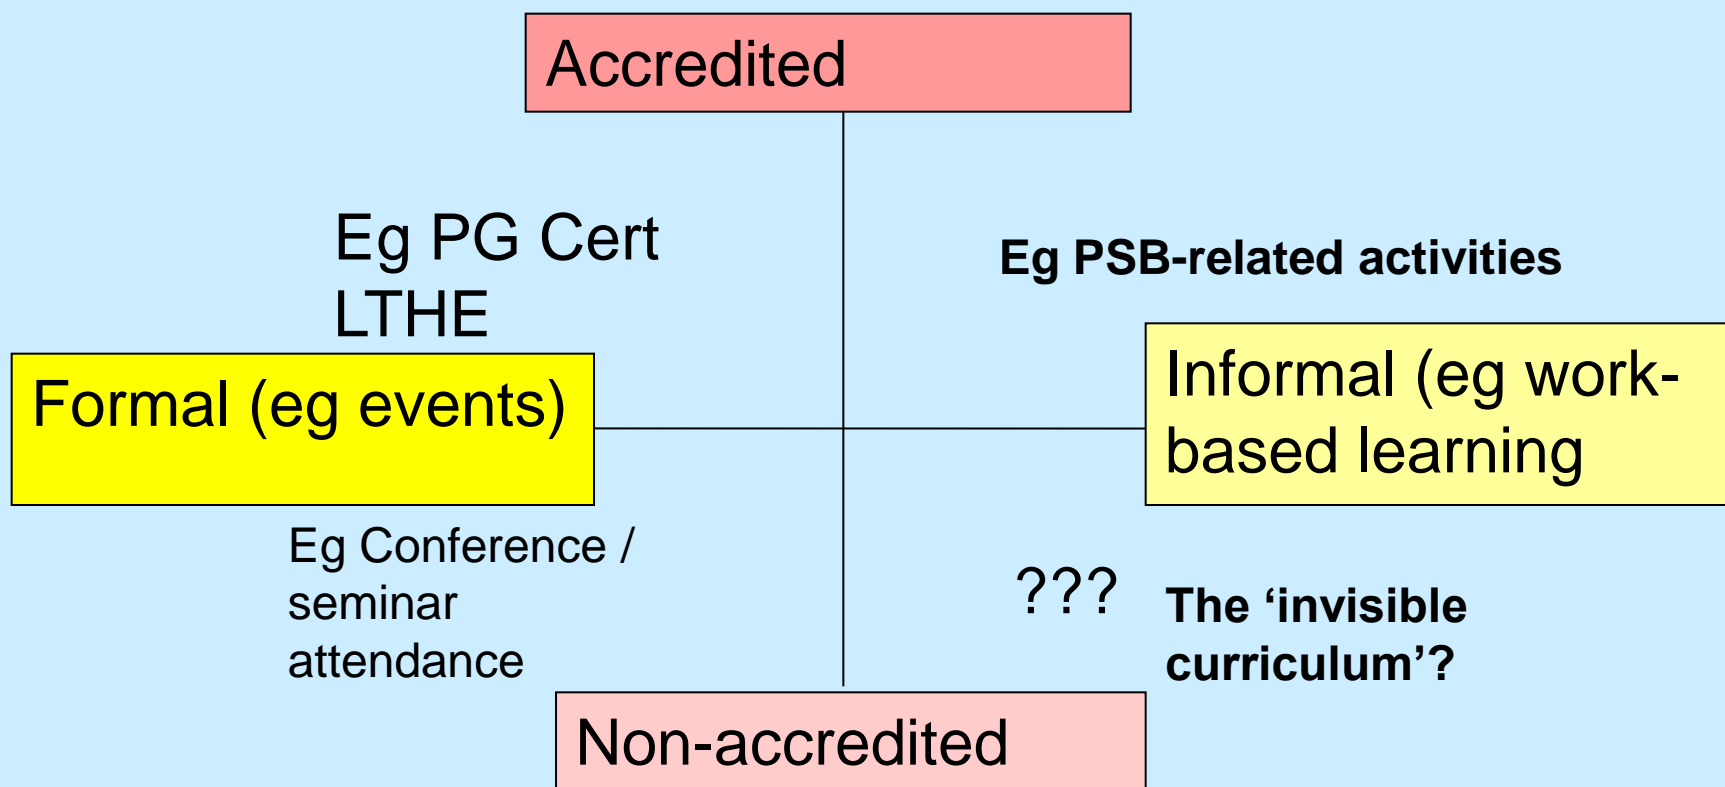 Accredited
Eg PG Cert
LTHE
Eg PSB-related activities
Formal (eg events)
Informal (eg work-
based learning
Eg Conference /
seminar
attendance
???
The ‘invisible
curriculum’?
Non-accredited